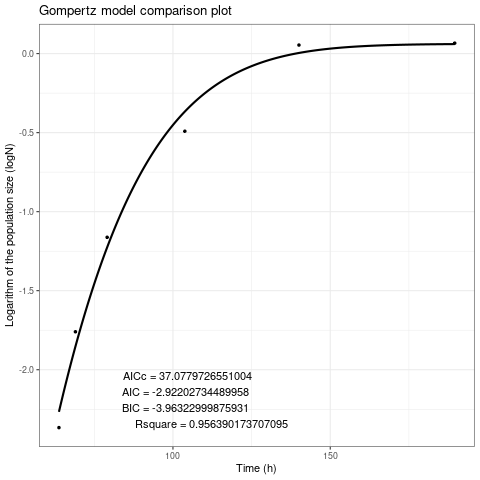 Gompertz model comparison plot
Logarithm of the population size (logN)
0.0
-0.5
-1.0
-1.5
-2.0
AICc = 37.0779726551004
AIC = -2.92202734489958
BIC = -3.96322999875931
Rsquare = 0.956390173707095
100
150
Time (h)